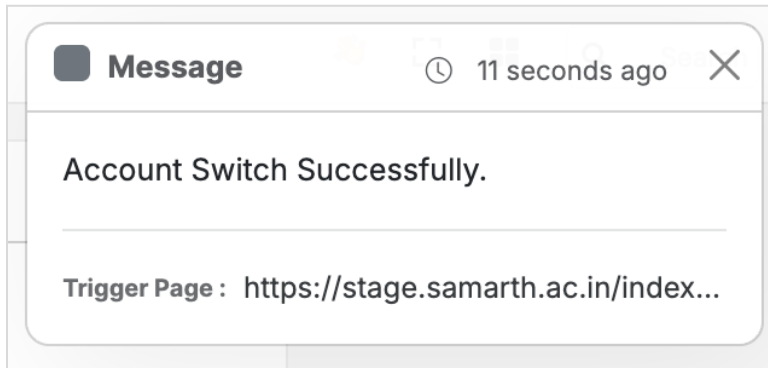 Message 11 seconds ago
Account Switch Successfully.
Trigger Page : https://stage.samarth.ac.in/index...